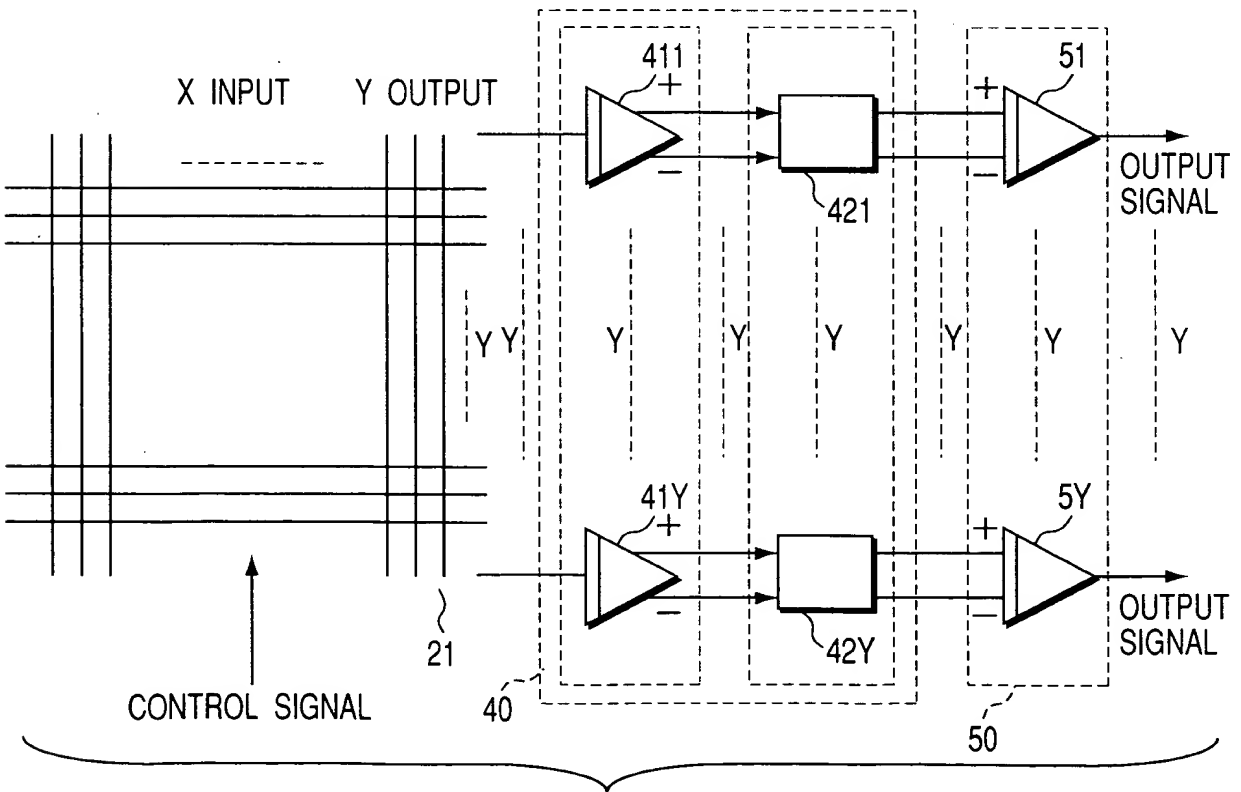 X INPUT
Y OUTPUT
411
+
−
421
+
−
51
OUTPUT
SIGNAL
Y
Y
Y
Y
Y
Y
Y
Y
41Y
+
−
42Y
+
−
5Y
OUTPUT
SIGNAL
21
CONTROL SIGNAL
40
50